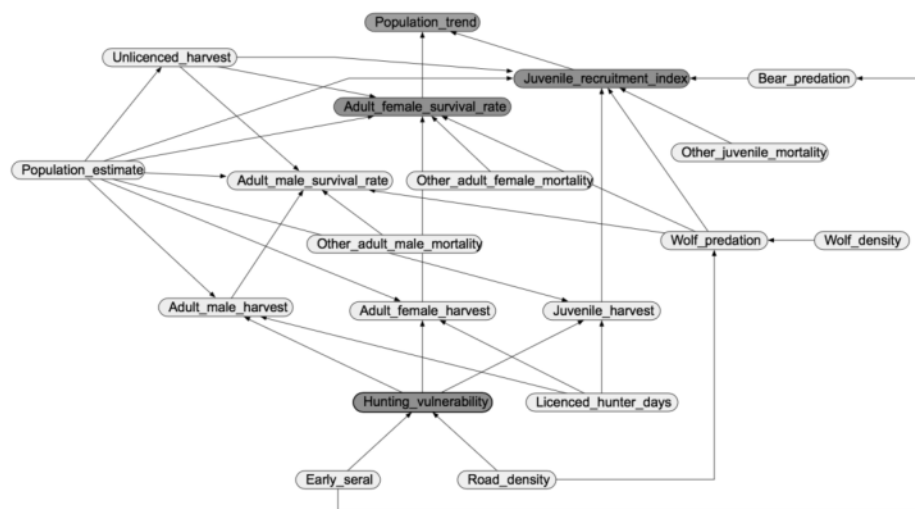 Population_trend
Unlicenced_harvest
Juvenile_recruitment_index
Bear_predation
Adult_female_survival_rate
Other_juvenile_mortality
Population_estimate
Adult_male_survival_rate
Other_adult_female_mortality
Other_adult_male_mortality
Wolf_predation
Wolf_density
Adult_male_harvest
Adult_female_harvest
Juvenile_harvest
Hunting_vulnerability
Licenced_hunter_days
Early_seral
Road_density